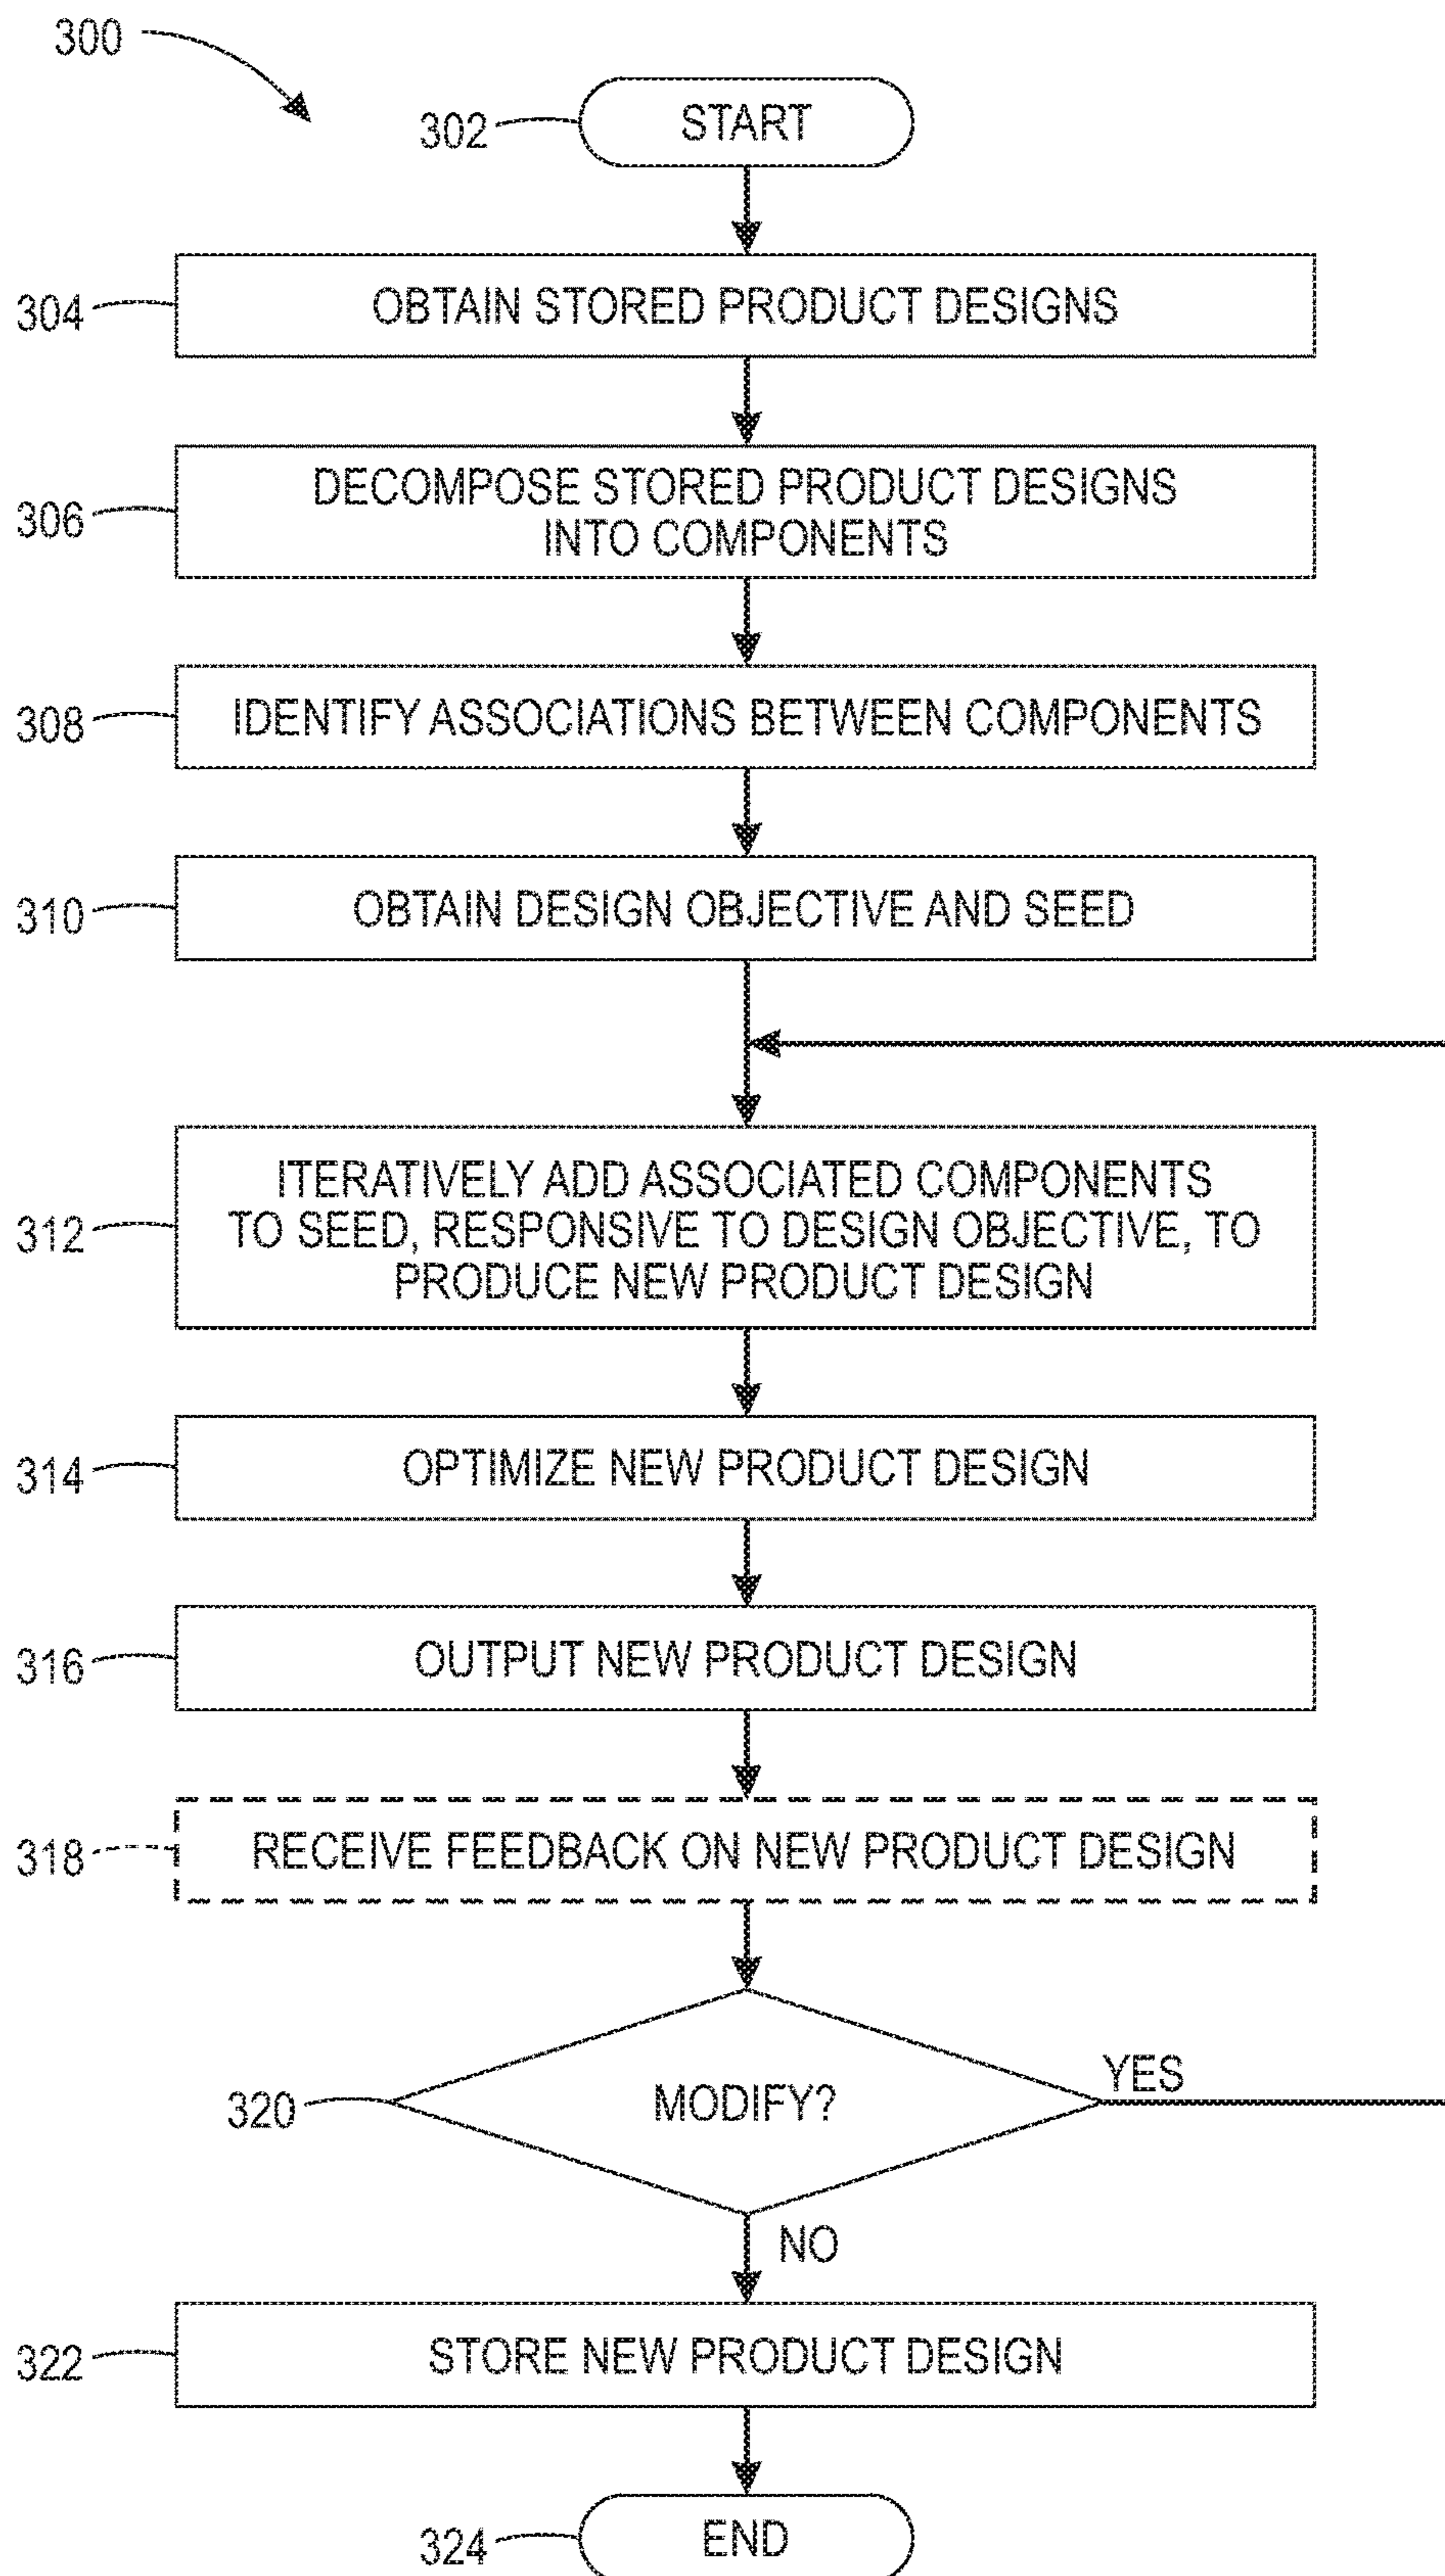 300
302
START
304
OBTAIN STORED PRODUCT DESIGNS
306
DECOMPOSE STORED PRODUCT DESIGNS
INTO COMPONENTS
308
IDENTIFY ASSOCIATIONS BETWEEN COMPONENTS
310
OBTAIN DESIGN OBJECTIVE AND SEED
312
ITERATIVELY ADD ASSOCIATED COMPONENTS
TO SEED, RESPONSIVE TO DESIGN OBJECTIVE, TO
PRODUCE NEW PRODUCT DESIGN
314
OPTIMIZE NEW PRODUCT DESIGN
316
OUTPUT NEW PRODUCT DESIGN
318
RECEIVE FEEDBACK ON NEW PRODUCT DESIGN
320
MODIFY?
YES
NO
322
STORE NEW PRODUCT DESIGN
324
END